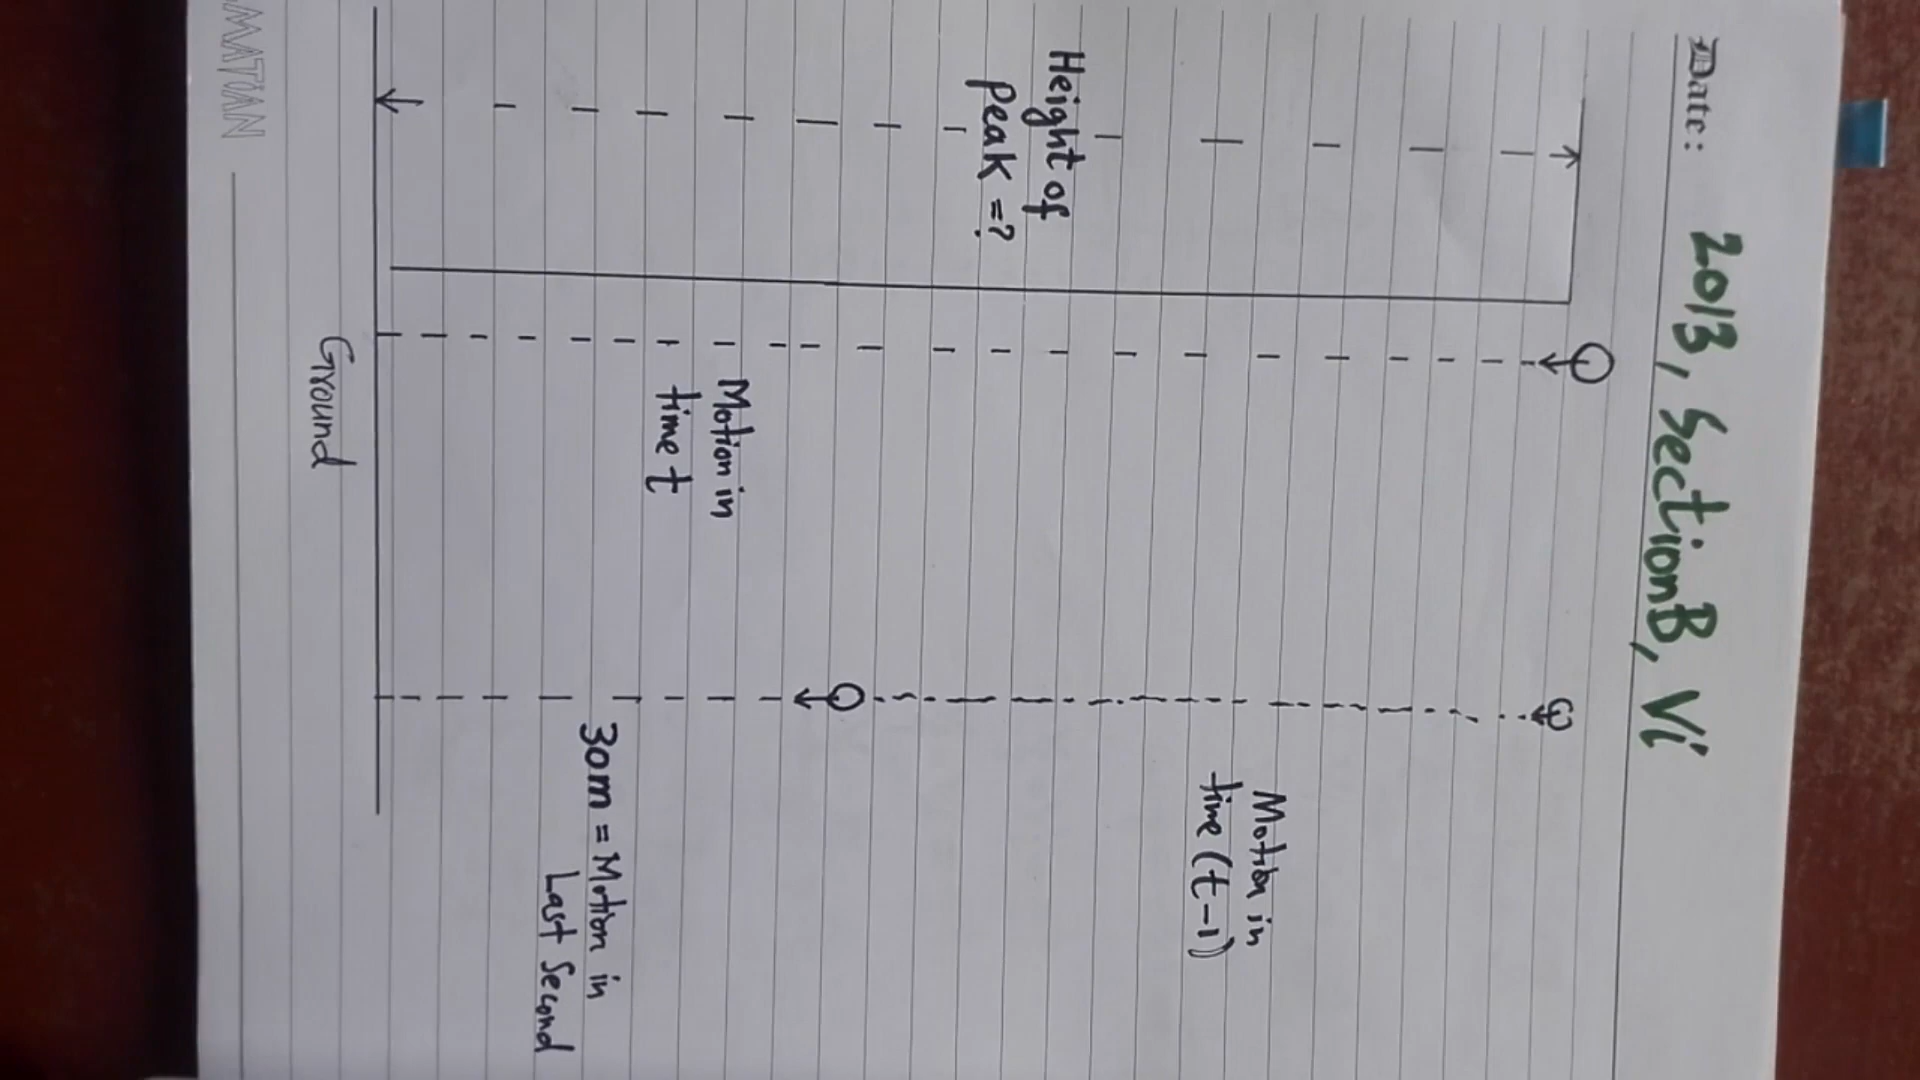 Date:
2013, Section B, Vi
Height of
peak = ?
Motion in
time t
Motion in
time (t-1)
30m = Motion in
Last Second
Ground